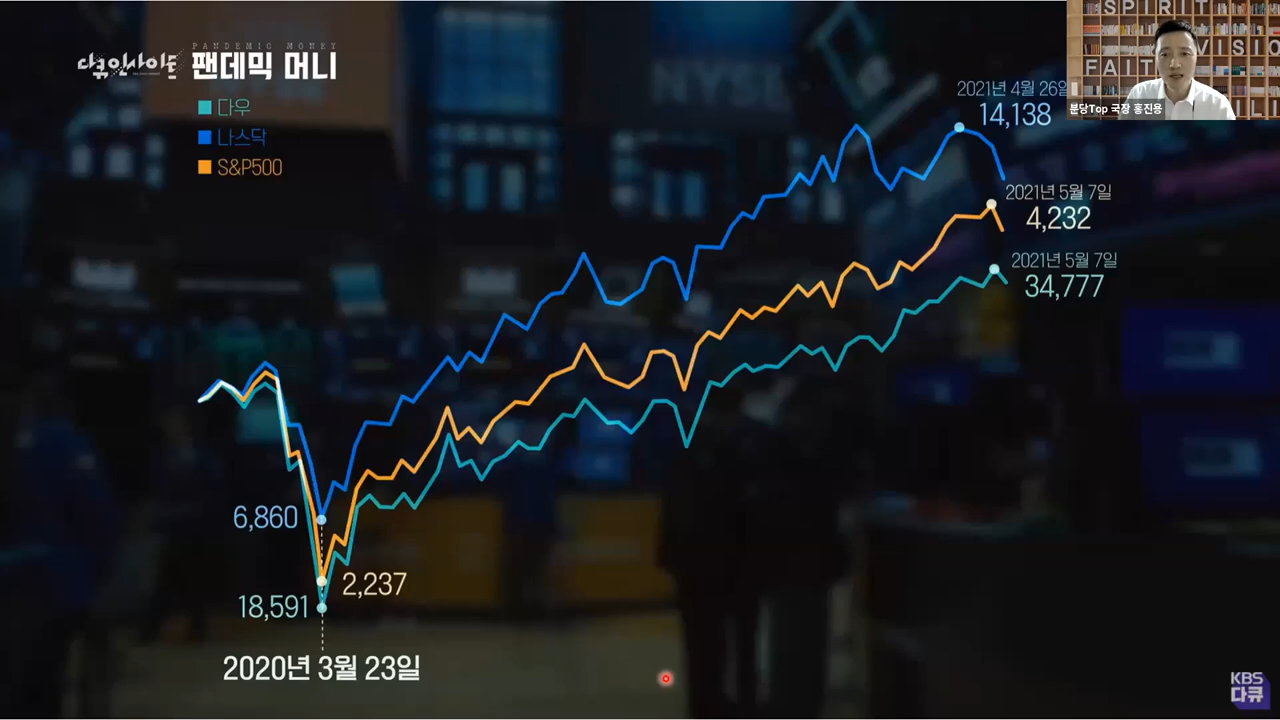 다큐인사이트
PANDEMIC MONEY
팬데믹 머니
다우
나스닥
S&P500
SPIRIT
VISIO
FAIT
분당Top 국장 홍진용
2021년 4월 26일
14,138
2021년 5월 7일
4,232
2021년 5월 7일
34,777
6,860
2,237
18,591
2020년 3월 23일
NYSE
KBS
다큐